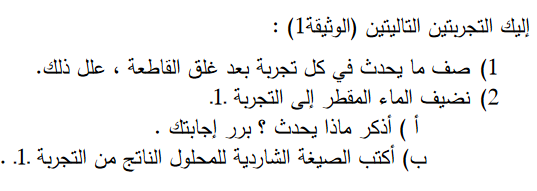 إليك التجربتين التاليتين (الوثيقة1) :
1) صف ما يحدث في كل تجربة بعد غلق القاطعة ، علل ذلك.
2) نضيف الماء المقطر إلى التجربة .1.
أ ) أذكر ماذا يحدث ؟ برر إجابتك .
ب) أكتب الصيغة الشاردية للمحلول الناتج من التجربة .1. .